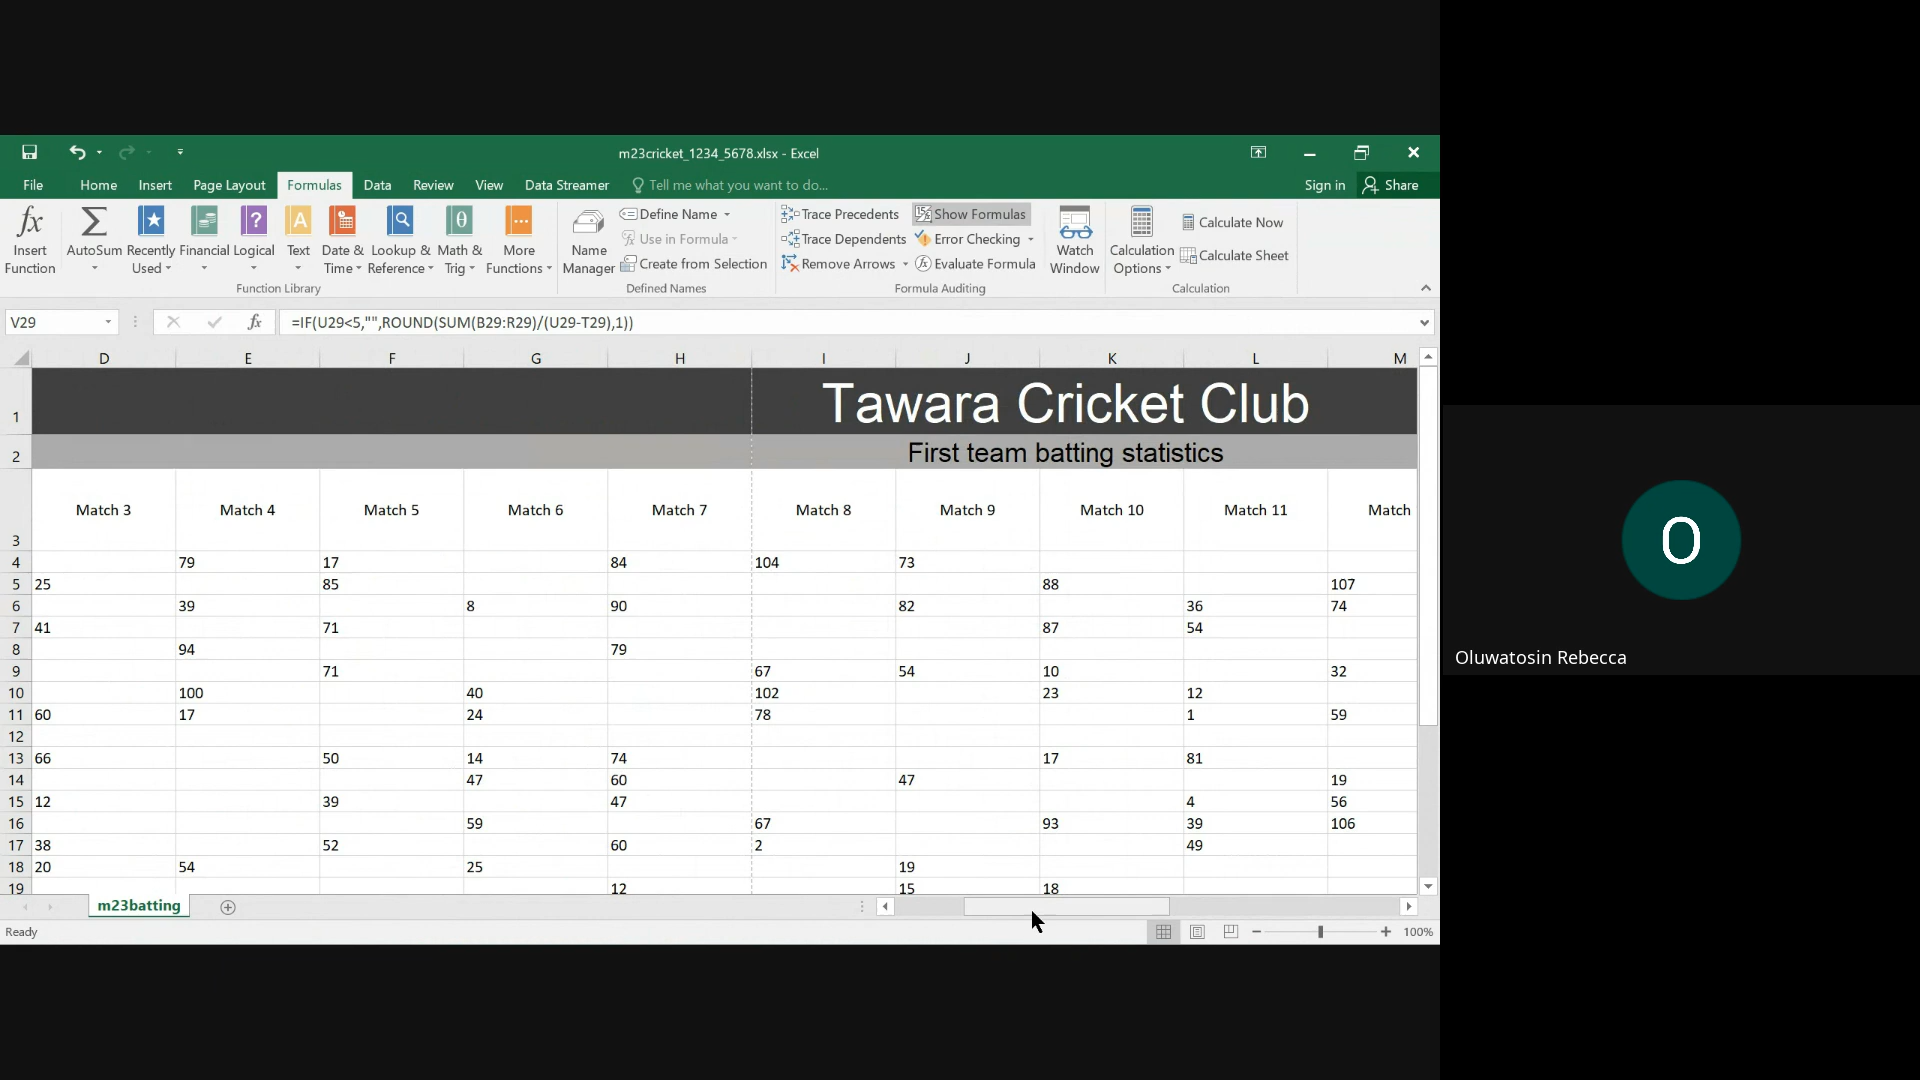 m23cricket_1234_5678.xlsx - Excel
File Home Insert Page Layout Formulas Data Review View Data Streamer Tell me what you want to do... Sign in Share
Insert Function
AutoSum
Recently Used
Financial
Logical
Text
Date & Time
Lookup & Reference
Math & Trig
More Functions
Function Library
Name Manager
Define Name
Use in Formula
Create from Selection
Defined Names
Trace Precedents
Trace Dependents
Remove Arrows
Show Formulas
Error Checking
Evaluate Formula
Formula Auditing
Watch Window
Calculation Options
Calculate Now
Calculate Sheet
Calculation
V29 fx =IF(U29<5,"",ROUND(SUM(B29:R29)/(U29-T29),1))
D E F G H I J K L M
1 Tawara Cricket Club
2 First team batting statistics
3 Match 3 Match 4 Match 5 Match 6 Match 7 Match 8 Match 9 Match 10 Match 11 Match
4 79 17 84 104 73
5 25 85 88 107
6 39 8 90 82 36 74
7 41 71 87 54
8 94 79
9 71 67 54 10 32
10 100 40 102 23 12
11 60 17 24 78 1 59
12
13 66 50 14 74 17 81
14 47 60 47 19
15 12 39 47 4 56
16 59 67 93 39 106
17 38 52 60 2 49
18 20 54 25 19
19 12 15 18
m23batting
Ready 100%
O
Oluwatosin Rebecca